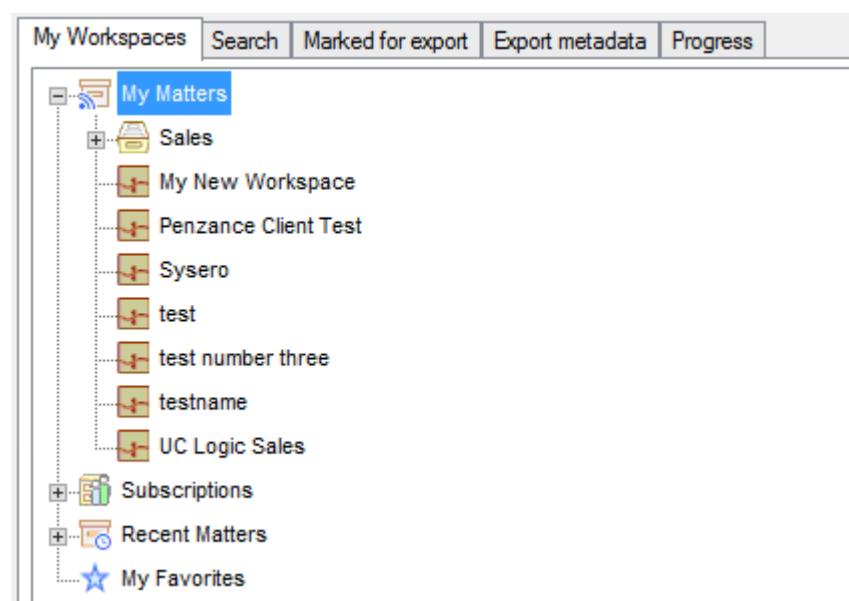 My Workspaces Search Marked for export Export metadata Progress
My Matters
Sales
My New Workspace
Penzance Client Test
Sysero
test
test number three
testname
UC Logic Sales
Subscriptions
Recent Matters
My Favorites